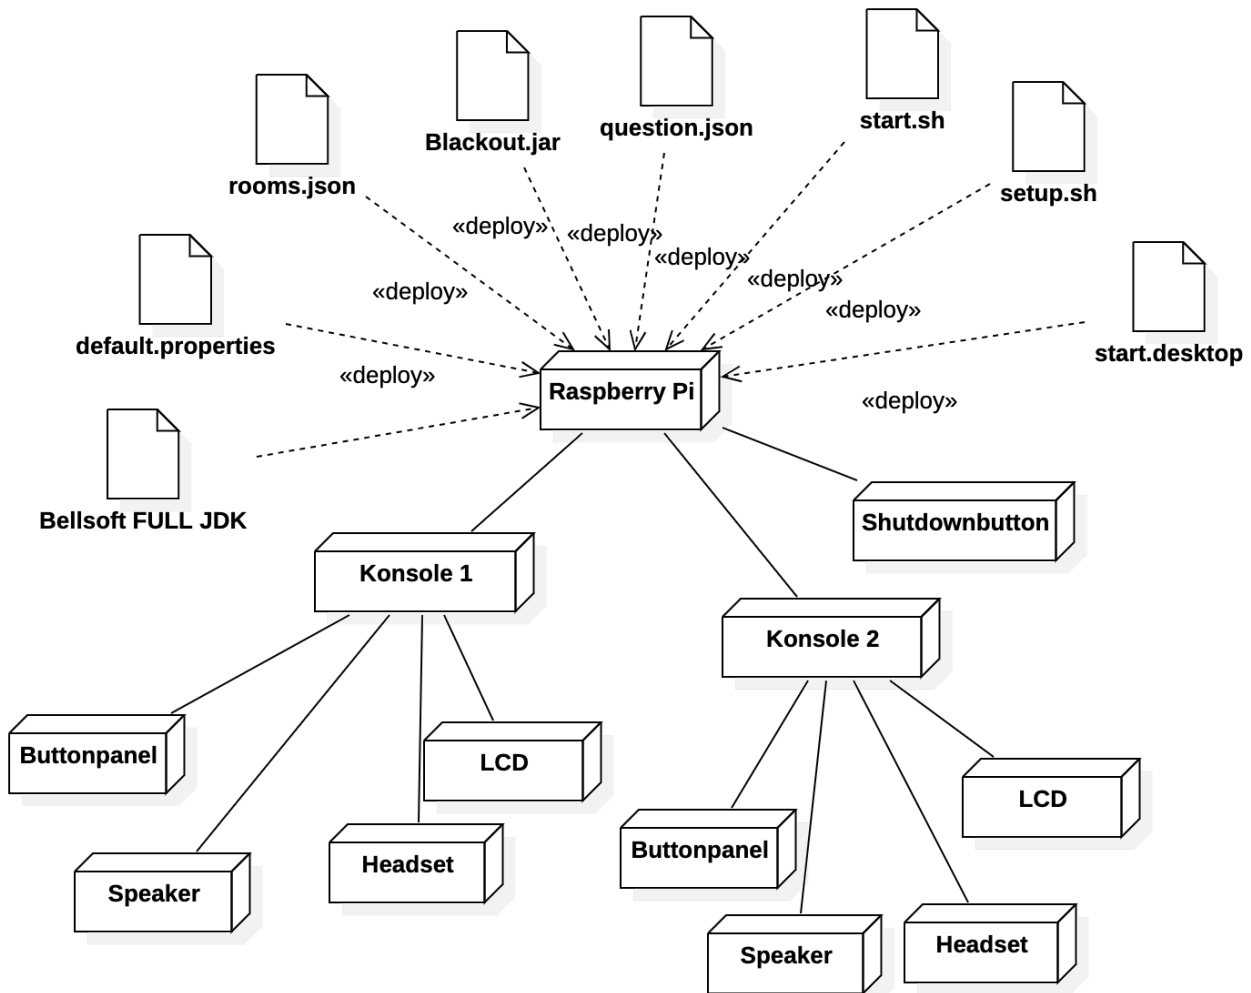 start.sh
question.json
Blackout.jar
rooms.json
setup.sh
«deploy»
«deploy»
«deploy»
«deploy»
«deploy»
«deploy»
default.properties
start.desktop
«deploy»
«deploy»
Raspberry Pi
Bellsoft FULL JDK
Shutdownbutton
Konsole 1
Konsole 2
Buttonpanel
LCD
LCD
Buttonpanel
Headset
Speaker
Headset
Speaker